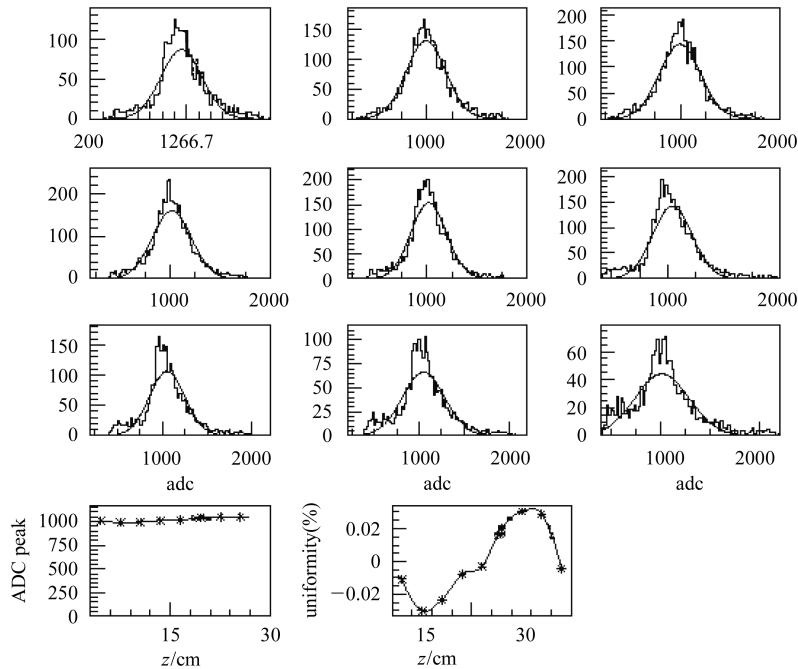 100 150 200
50 100 150
0 50 100
50
0 0
200 1266.7 1000 2000 1000 2000
200 200 200
150 150
100 100 100
50 50
0 0 0
1000 2000 1000 2000 1000 2000
150 100 60
100 75 40
50 50 20
25
0 0 0
1000 2000 1000 2000 1000 2000
adc adc adc
1000 0.02
750 0
500 −0.02
250
0
ADC peak uniformity(%)
15 30 15 30
z/cm z/cm